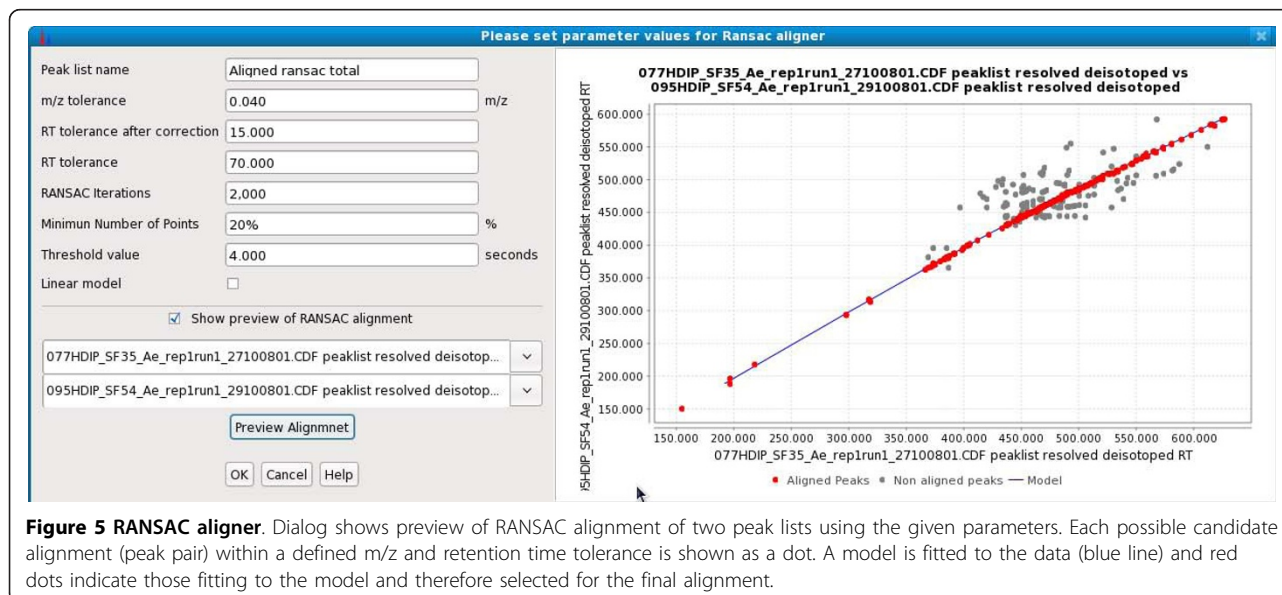 Please set parameter values for Ransac aligner
Peak list name
Aligned ransac total
m/z tolerance
0.040
m/z
RT tolerance after correction
15.000
RT tolerance
70.000
RANSAC Iterations
2,000
Minimun Number of Points
20%
%
Threshold value
4.000
seconds
Linear model
Show preview of RANSAC alignment
077HDIP_SF35_Ae_rep1run1_27100801.CDF peaklist resolved deisotop...
095HDIP_SF54_Ae_rep1run1_29100801.CDF peaklist resolved deisotop...
Preview Alignmnet
OK
Cancel
Help
077HDIP_SF35_Ae_rep1run1_27100801.CDF peaklist resolved deisotoped vs
095HDIP_SF54_Ae_rep1run1_29100801.CDF peaklist resolved deisotoped
95HDIP_SF54_Ae_rep1run1_29100801.CDF peaklist resolved deisotoped RT
600.000
550.000
500.000
450.000
400.000
350.000
300.000
250.000
200.000
150.000
150.000 200.000 250.000 300.000 350.000 400.000 450.000 500.000 550.000 600.000
077HDIP_SF35_Ae_rep1run1_27100801.CDF peaklist resolved deisotoped RT
Aligned Peaks Non aligned peaks Model
Figure 5 RANSAC aligner. Dialog shows preview of RANSAC alignment of two peak lists using the given parameters. Each possible candidate
alignment (peak pair) within a defined m/z and retention time tolerance is shown as a dot. A model is fitted to the data (blue line) and red
dots indicate those fitting to the model and therefore selected for the final alignment.